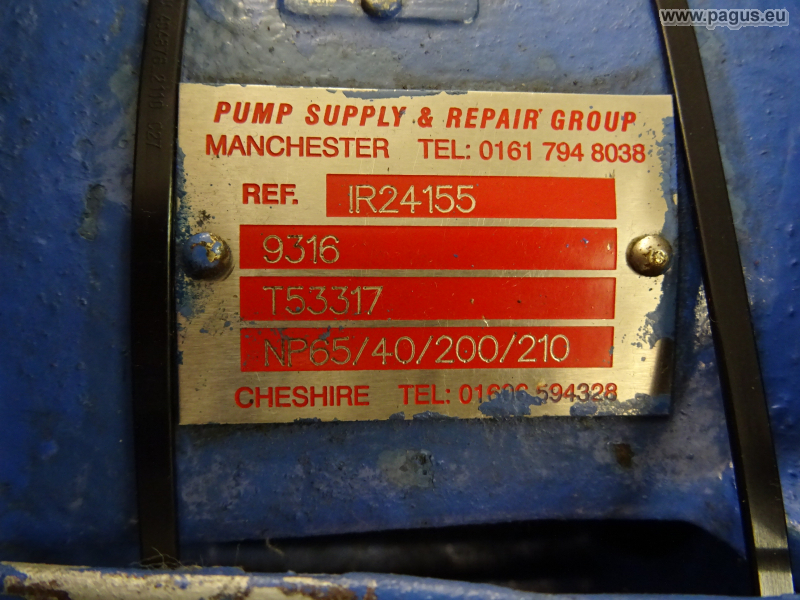 www.pagus.eu
PUMP SUPPLY & REPAIR GROUP
MANCHESTER TEL: 0161 794 8038
REF. IR24155
9316
T53317
NP65/40/200/210
CHESHIRE TEL: 01606 594328